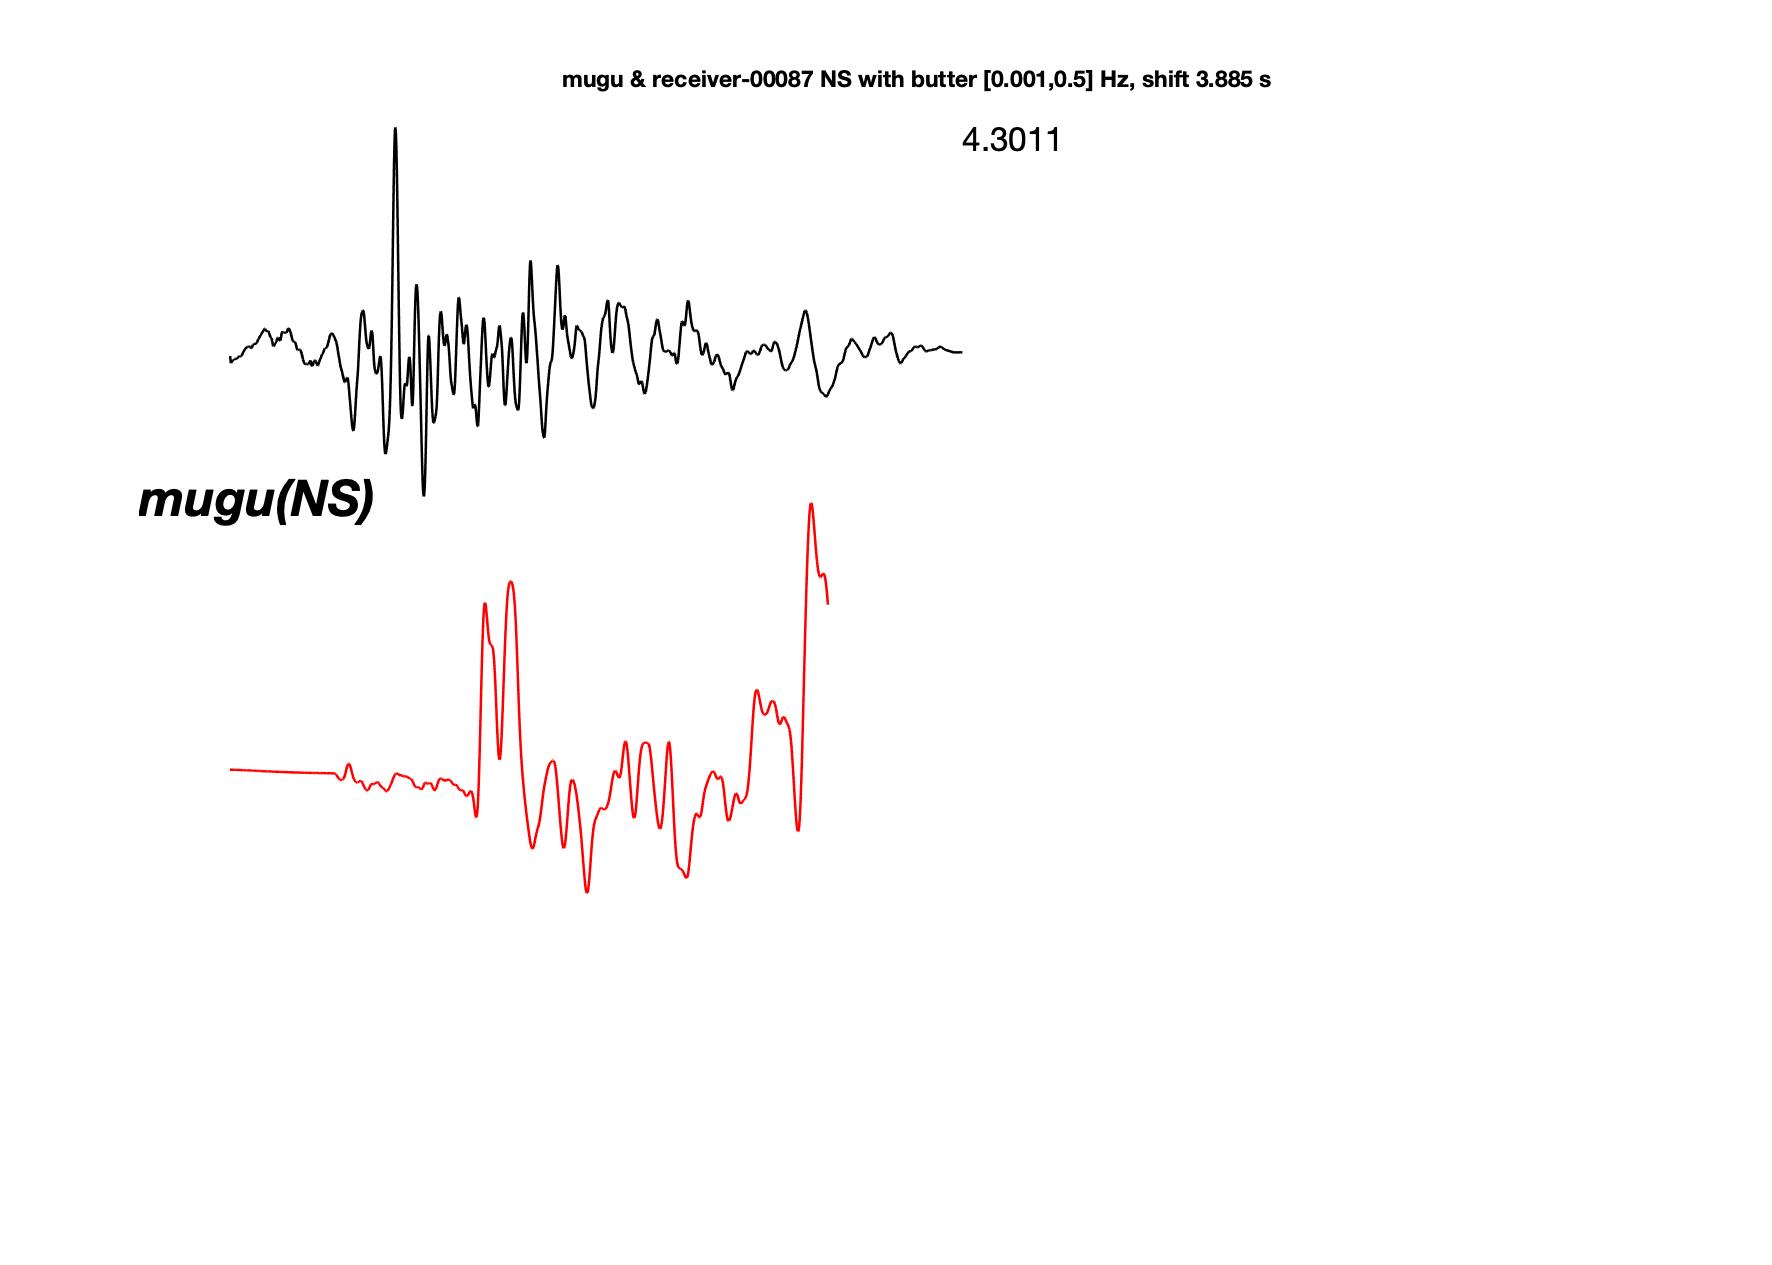 mugu & receiver-00087 NS with butter [0.001,0.5] Hz, shift 3.885 s
4.3011
mugu(NS)